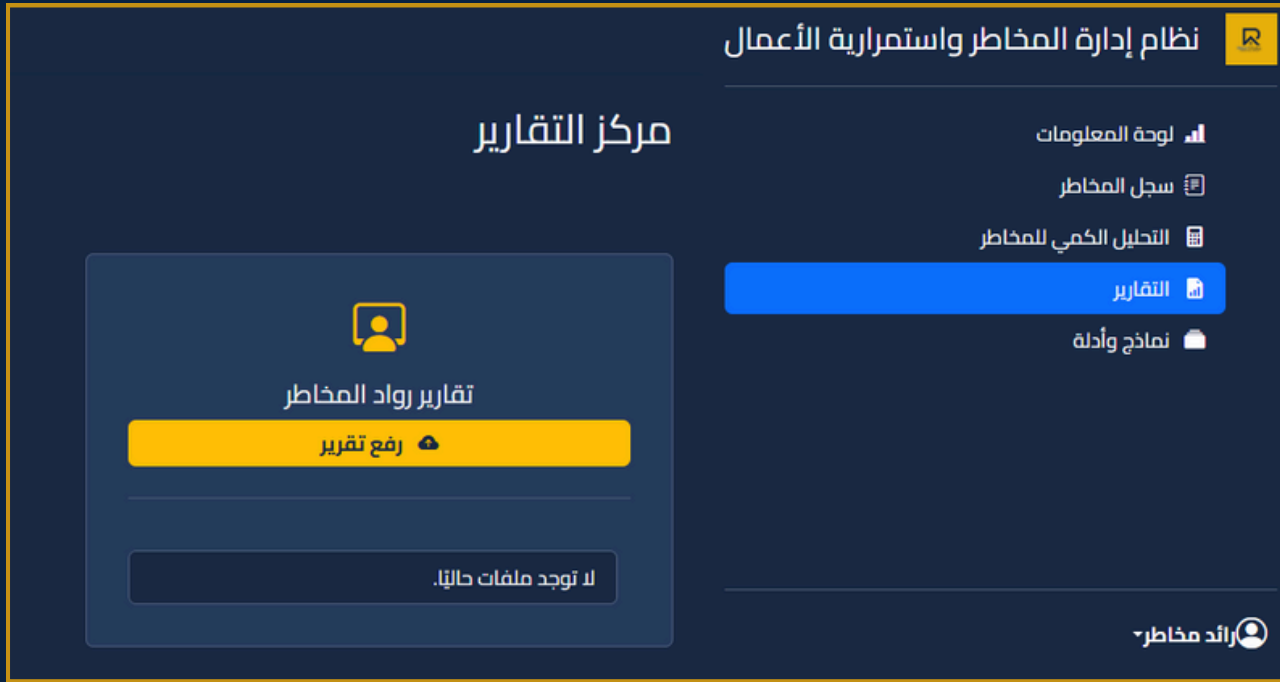 نظام إدارة المخاطر واستمرارية الأعمال
لوحة المعلومات
سجل المخاطر
التحليل الكمي للمخاطر
التقارير
نماذج وأدلة
رائد مخاطر
مركز التقارير
تقارير رواد المخاطر
رفع تقرير
لا توجد ملفات حاليًا.